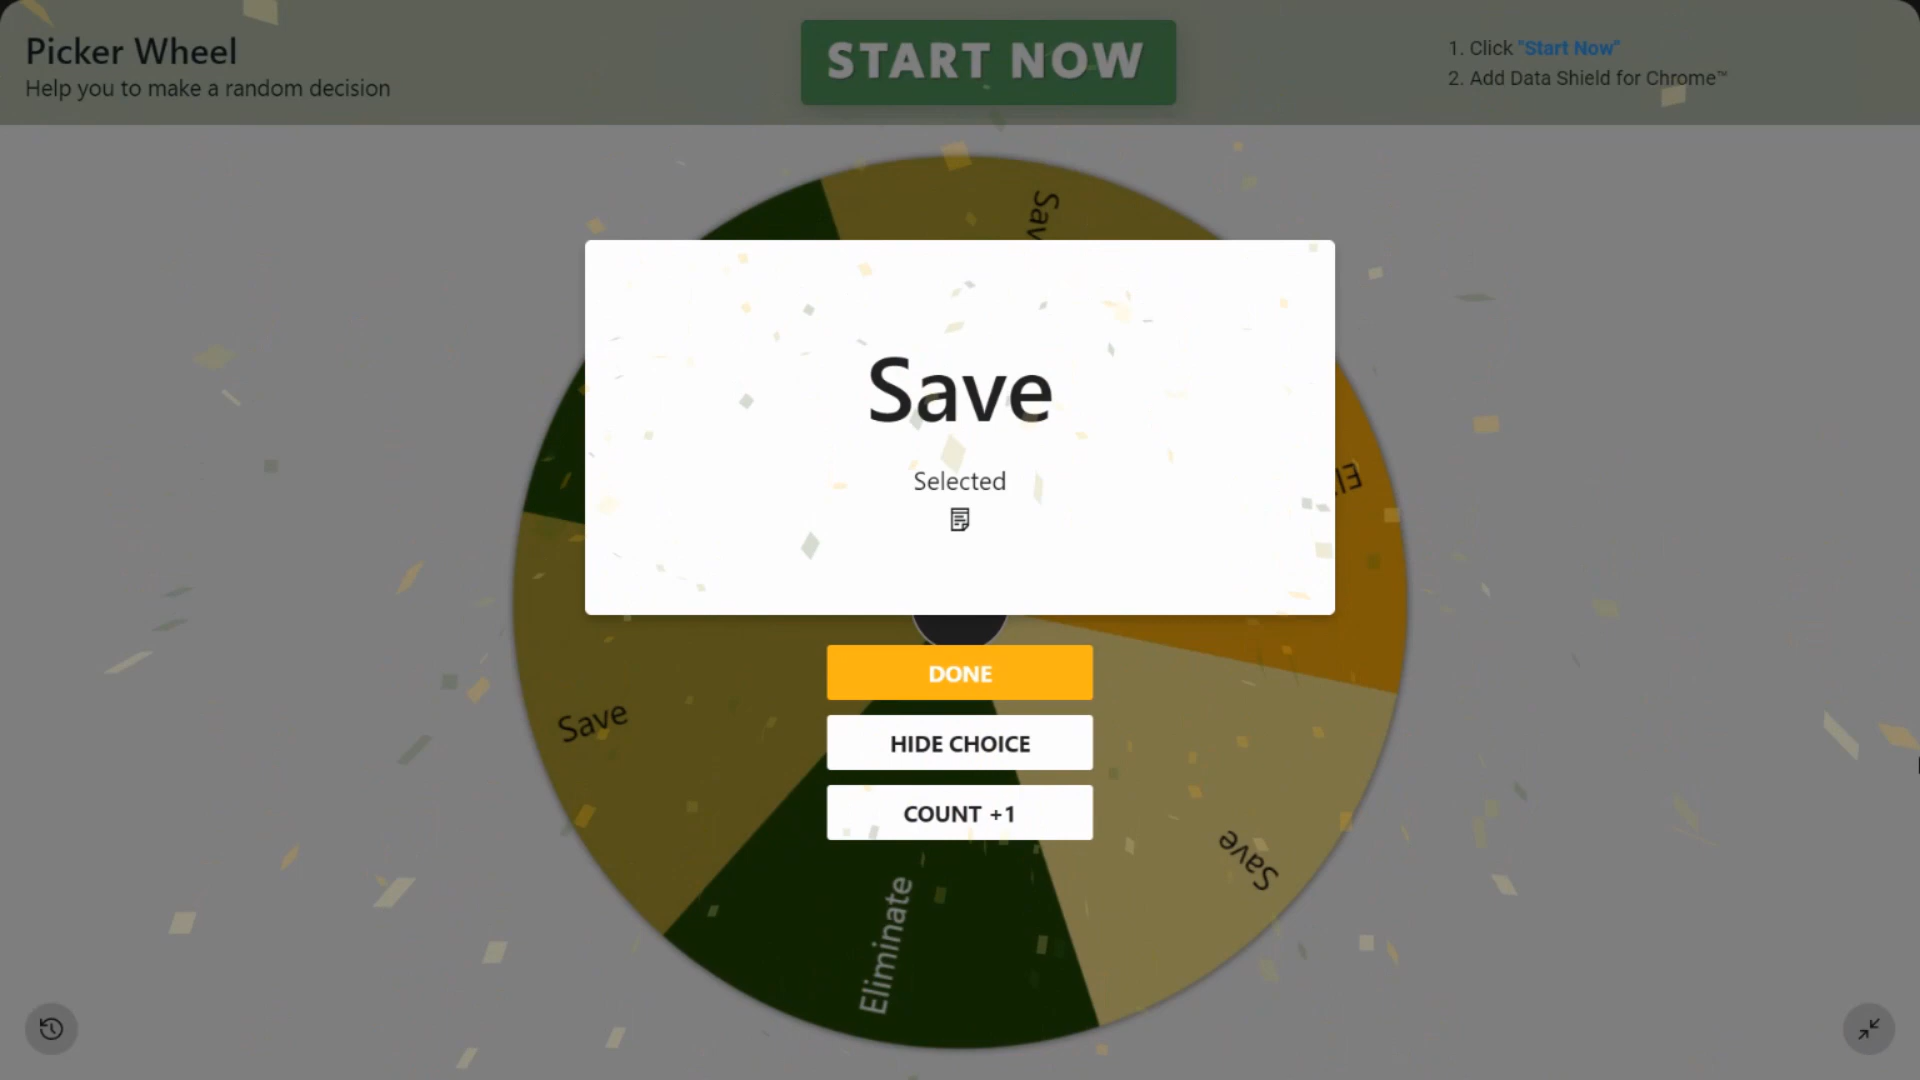 Picker Wheel
Help you to make a random decision
START NOW
1. Click "Start Now"
2. Add Data Shield for Chrome™
Save
Selected
DONE
HIDE CHOICE
COUNT +1
Save
Save
Eliminate